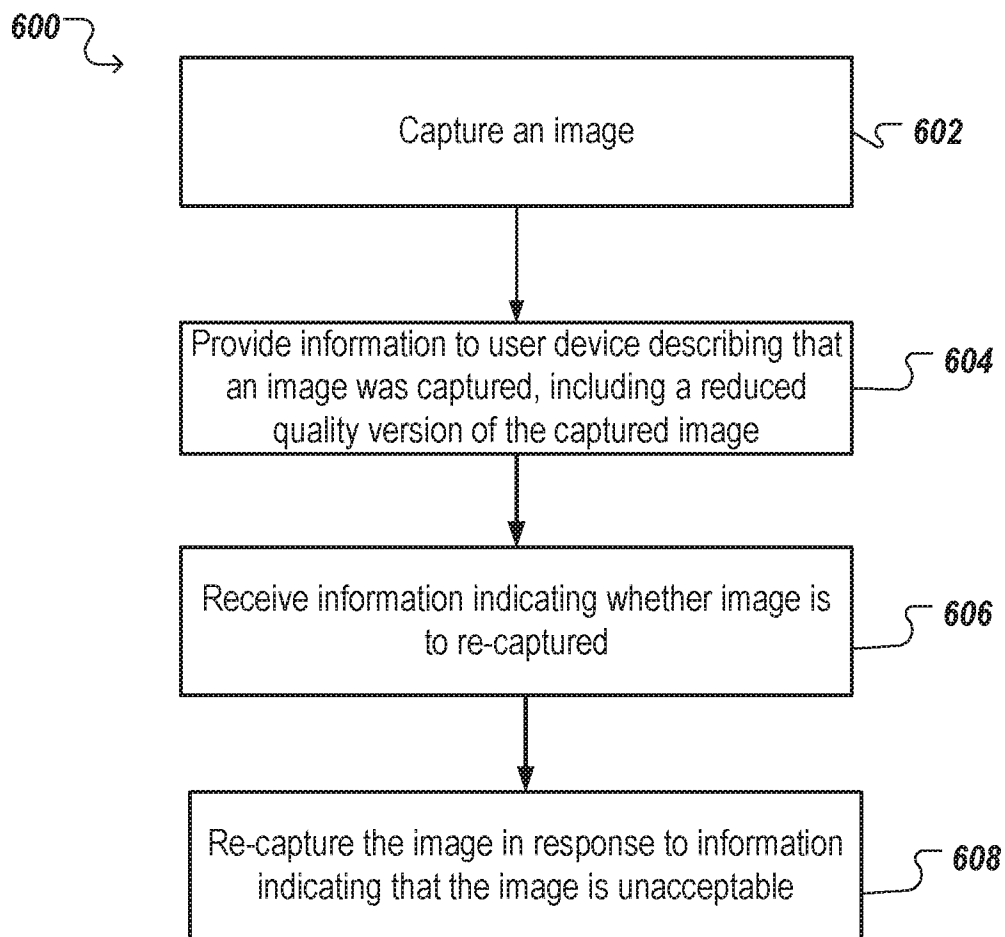 600
Capture an image
602
Provide information to user device describing that
an image was captured, including a reduced
quality version of the captured image
604
Receive information indicating whether image is
to re-captured
606
Re-capture the image in response to information
indicating that the image is unacceptable
608